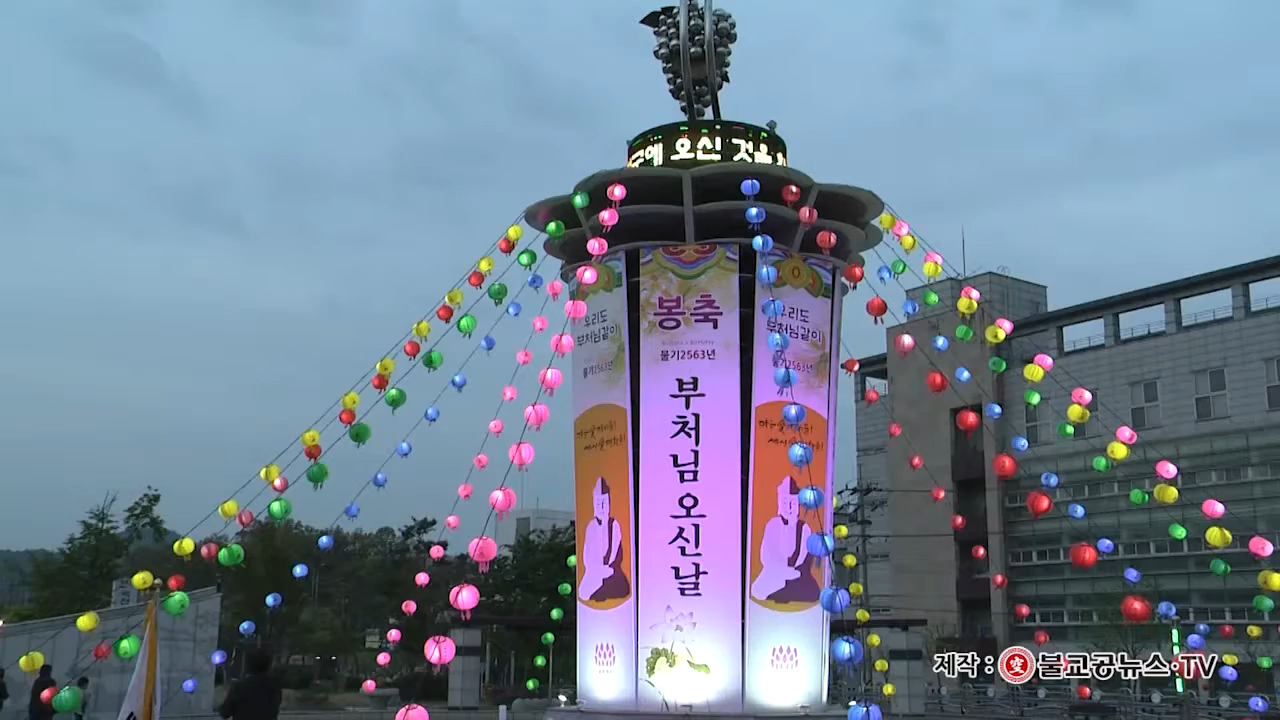 오신 것을
봉축
불기2563년
부처님오신날
우리도
부처님같이
불기2563년
우리도
부처님같이
불기2563년
제작 : 불교공뉴스·TV